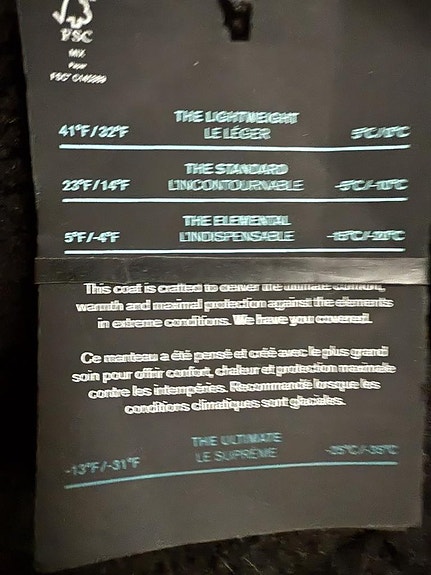 FSC
MIX
Paper
41°F/32°F THE LIGHTWEIGHT LE LÉGER 5°C/0°C
23°F/14°F THE STANDARD L'INCONTOURNABLE -5°C/-10°C
5°F/-4°F THE ELEMENTAL L'INDISPENSABLE -15°C/-20°C
This coat is crafted to deliver the ultimate comfort,
warmth and maximal protection against the elements
in extreme conditions. We have you covered.
Ce manteau a été pensé et créé avec le plus grand
soin pour offrir confort, chaleur et protection maximale
contre les intempéries. Recommandé lorsque les
conditions climatiques sont glaciales.
-13°F/-31°F THE ULTIMATE LE SUPRÊME -25°C/-35°C